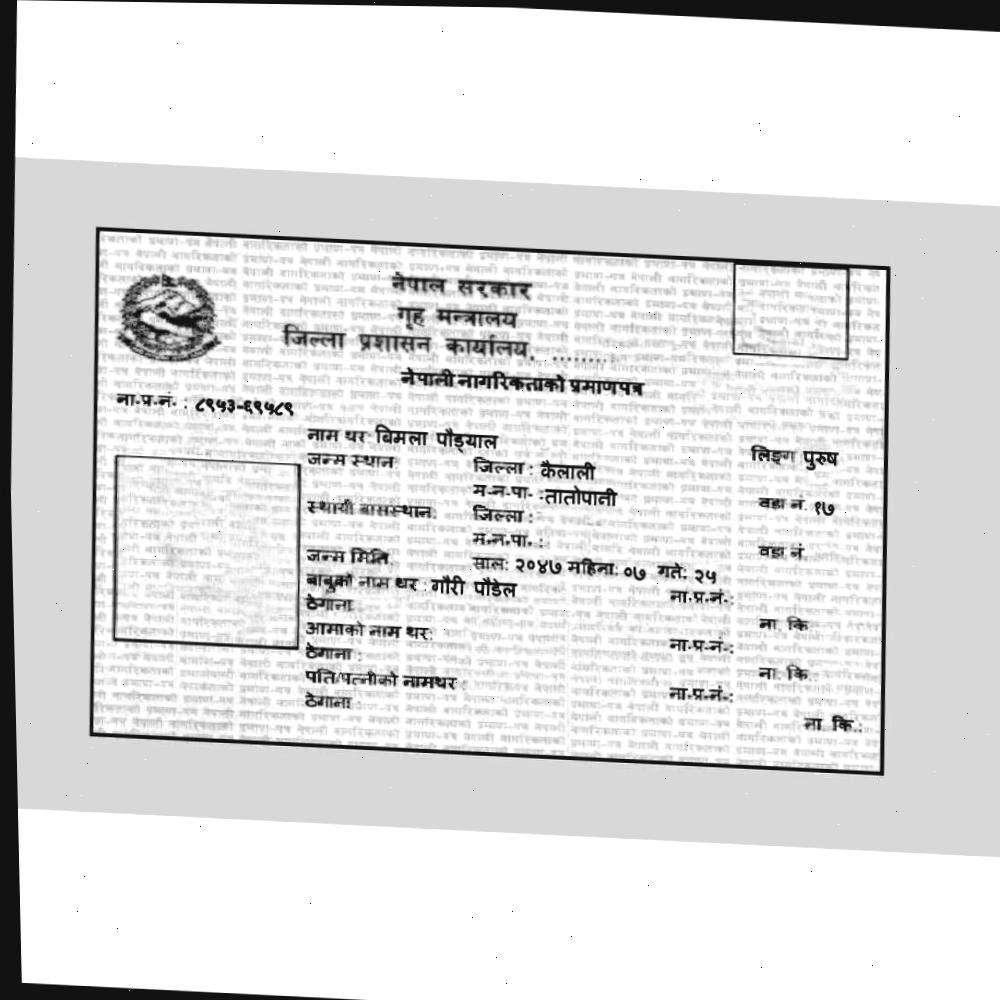 नेपाल सरकार
गृह मन्त्रालय
जिल्ला प्रशासन कार्यालय, .........
नेपाली नागरिकताको प्रमाणपत्र
ना.प्र.नं. : ८९५३-६९५८९
नाम थर बिमला पौड्याल लिङ्ग पुरुष
जन्म स्थान जिल्ला : कैलाली
म.न.पा. :तातोपानी वडा नं. १७
स्थायी बासस्थान: जिल्ला :
म.न.पा. : वडा नं
जन्म मिति साल: २०४७ महिना: ०७ गते: २५
बाबुको नाम थर : गौरी पौडेल ना.प्र.नं.:
ठेगाना ना. कि
आमाको नाम थर: ना.प्र.नं.:
ठेगाना : ना. कि.:
पति/पत्नीको नामथर : ना.प्र.नं.:
ठेगाना : ना. कि.: